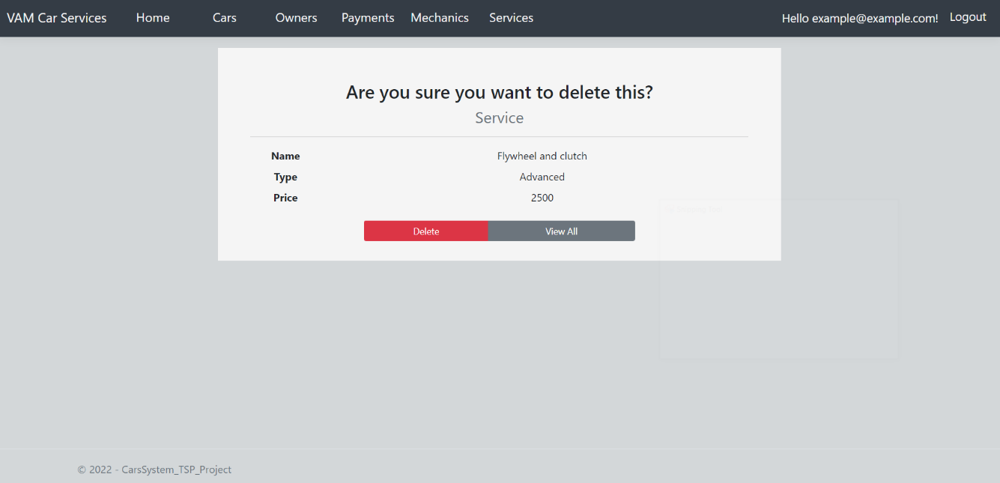 VAM Car Services Home Cars Owners Payments Mechanics Services Hello example@example.com! Logout
Are you sure you want to delete this?
Service
Name Flywheel and clutch
Type Advanced
Price 2500
Delete View All
© 2022 - CarsSystem_TSP_Project